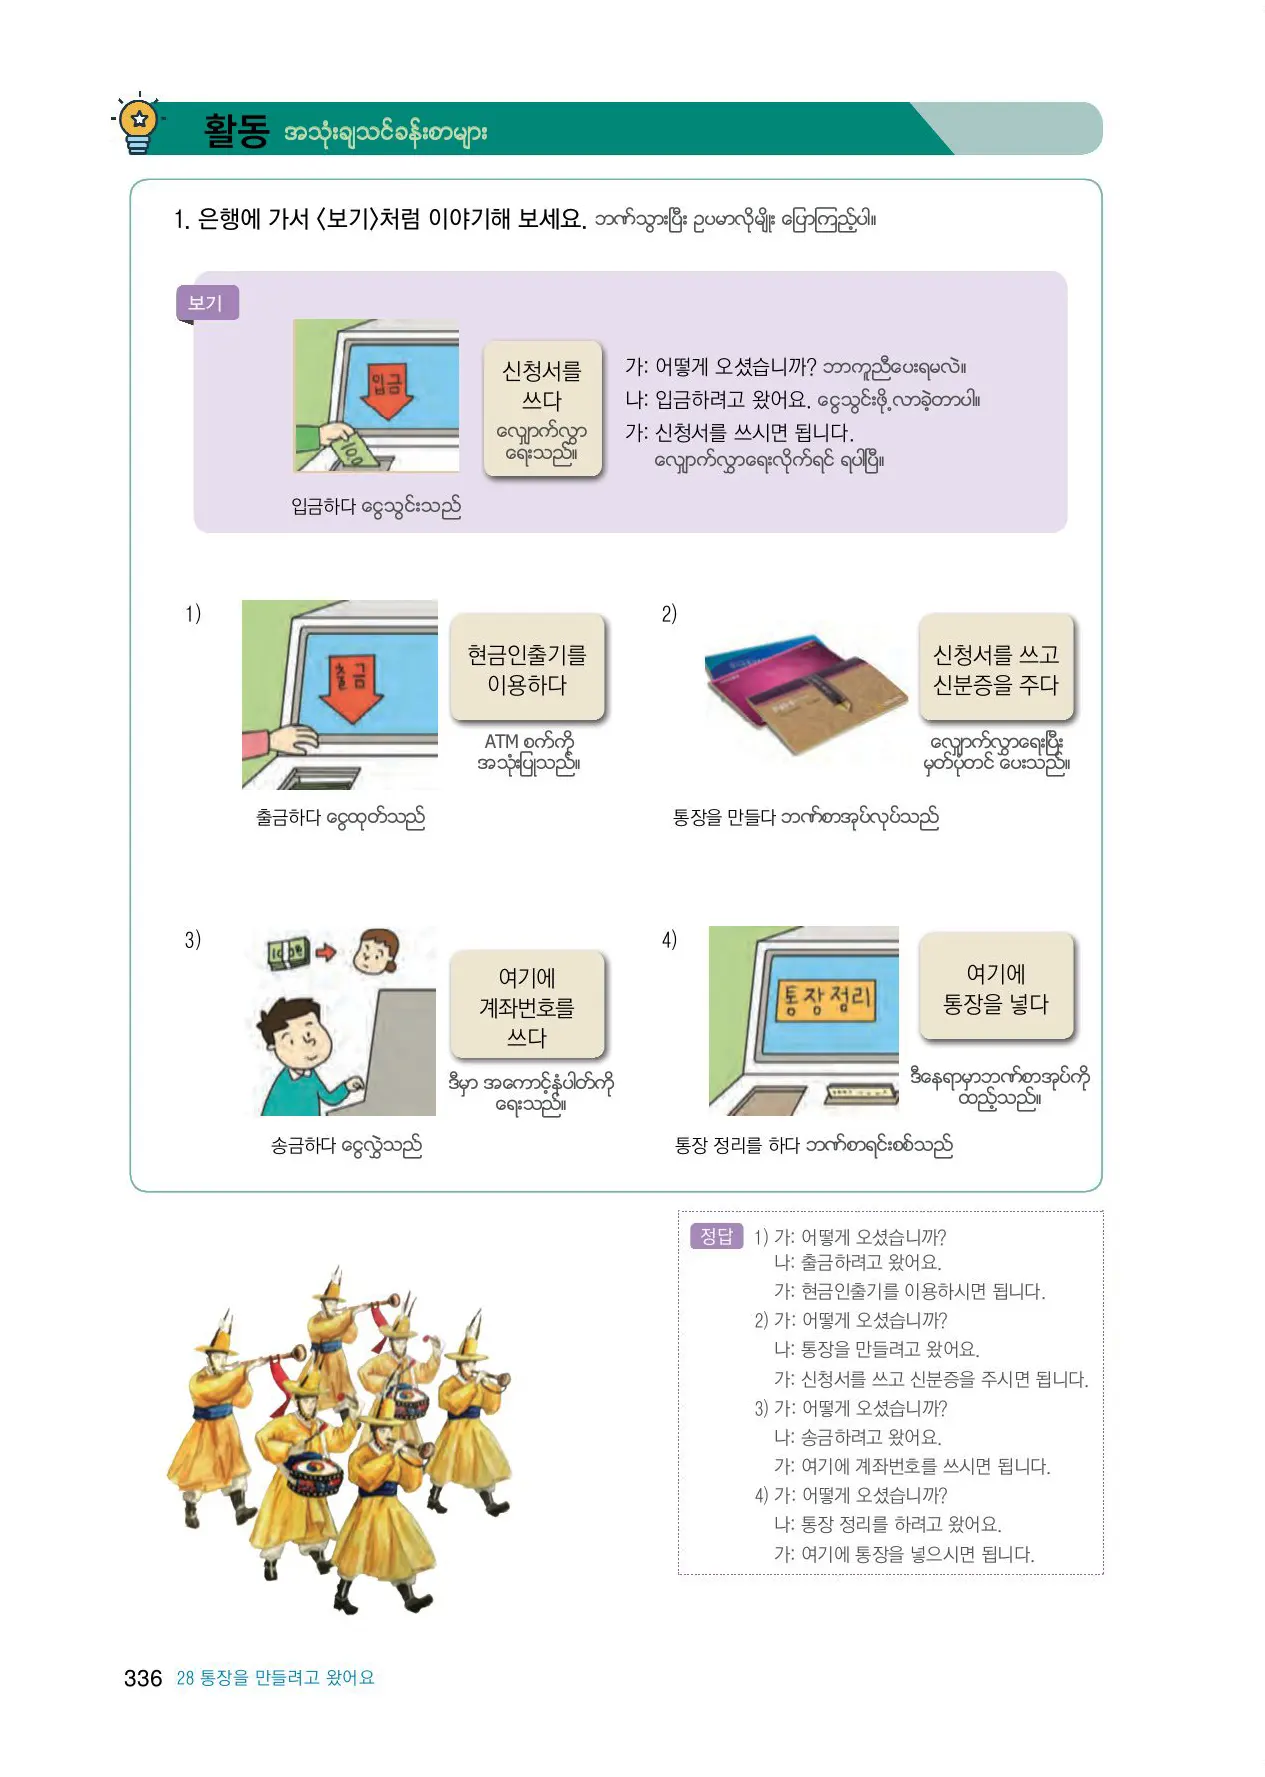 활동 အသုံးချသင်ခန်းစာများ
1. 은행에 가서 〈보기〉처럼 이야기해 보세요. ဘဏ်သွားပြီး ဥပမာလိုမျိုး ပြောကြည့်ပါ။
보기
입금
100
신청서를
쓰다
လျှောက်လွှာ
ရေးသည်။
가: 어떻게 오셨습니까? ဘာကူညီပေးရမလဲ။
나: 입금하려고 왔어요. ငွေသွင်းဖို့ လာခဲ့တာပါ။
가: 신청서를 쓰시면 됩니다.
လျှောက်လွှာရေးလိုက်ရင် ရပါပြီ။
입금하다 ငွေသွင်းသည်
1)
출금
현금인출기를
이용하다
ATM စက်ကို
အသုံးပြုသည်။
출금하다 ငွေထုတ်သည်
2)
신청서를 쓰고
신분증을 주다
လျှောက်လွှာရေးပြီး
မှတ်ပုံတင် ပေးသည်။
통장을 만들다 ဘဏ်စာအုပ်လုပ်သည်
3)
여기에
계좌번호를
쓰다
ဒီမှာ အကောင့်နံပါတ်ကို
ရေးသည်။
송금하다 ငွေလွှဲသည်
4)
통장정리
여기에
통장을 넣다
ဒီနေရာမှာဘဏ်စာအုပ်ကို
ထည့်သည်။
통장 정리를 하다 ဘဏ်စာရင်းစစ်သည်
정답
1) 가: 어떻게 오셨습니까?
나: 출금하려고 왔어요.
가: 현금인출기를 이용하시면 됩니다.
2) 가: 어떻게 오셨습니까?
나: 통장을 만들려고 왔어요.
가: 신청서를 쓰고 신분증을 주시면 됩니다.
3) 가: 어떻게 오셨습니까?
나: 송금하려고 왔어요.
가: 여기에 계좌번호를 쓰시면 됩니다.
4) 가: 어떻게 오셨습니까?
나: 통장 정리를 하려고 왔어요.
가: 여기에 통장을 넣으시면 됩니다.
336 28 통장을 만들려고 왔어요